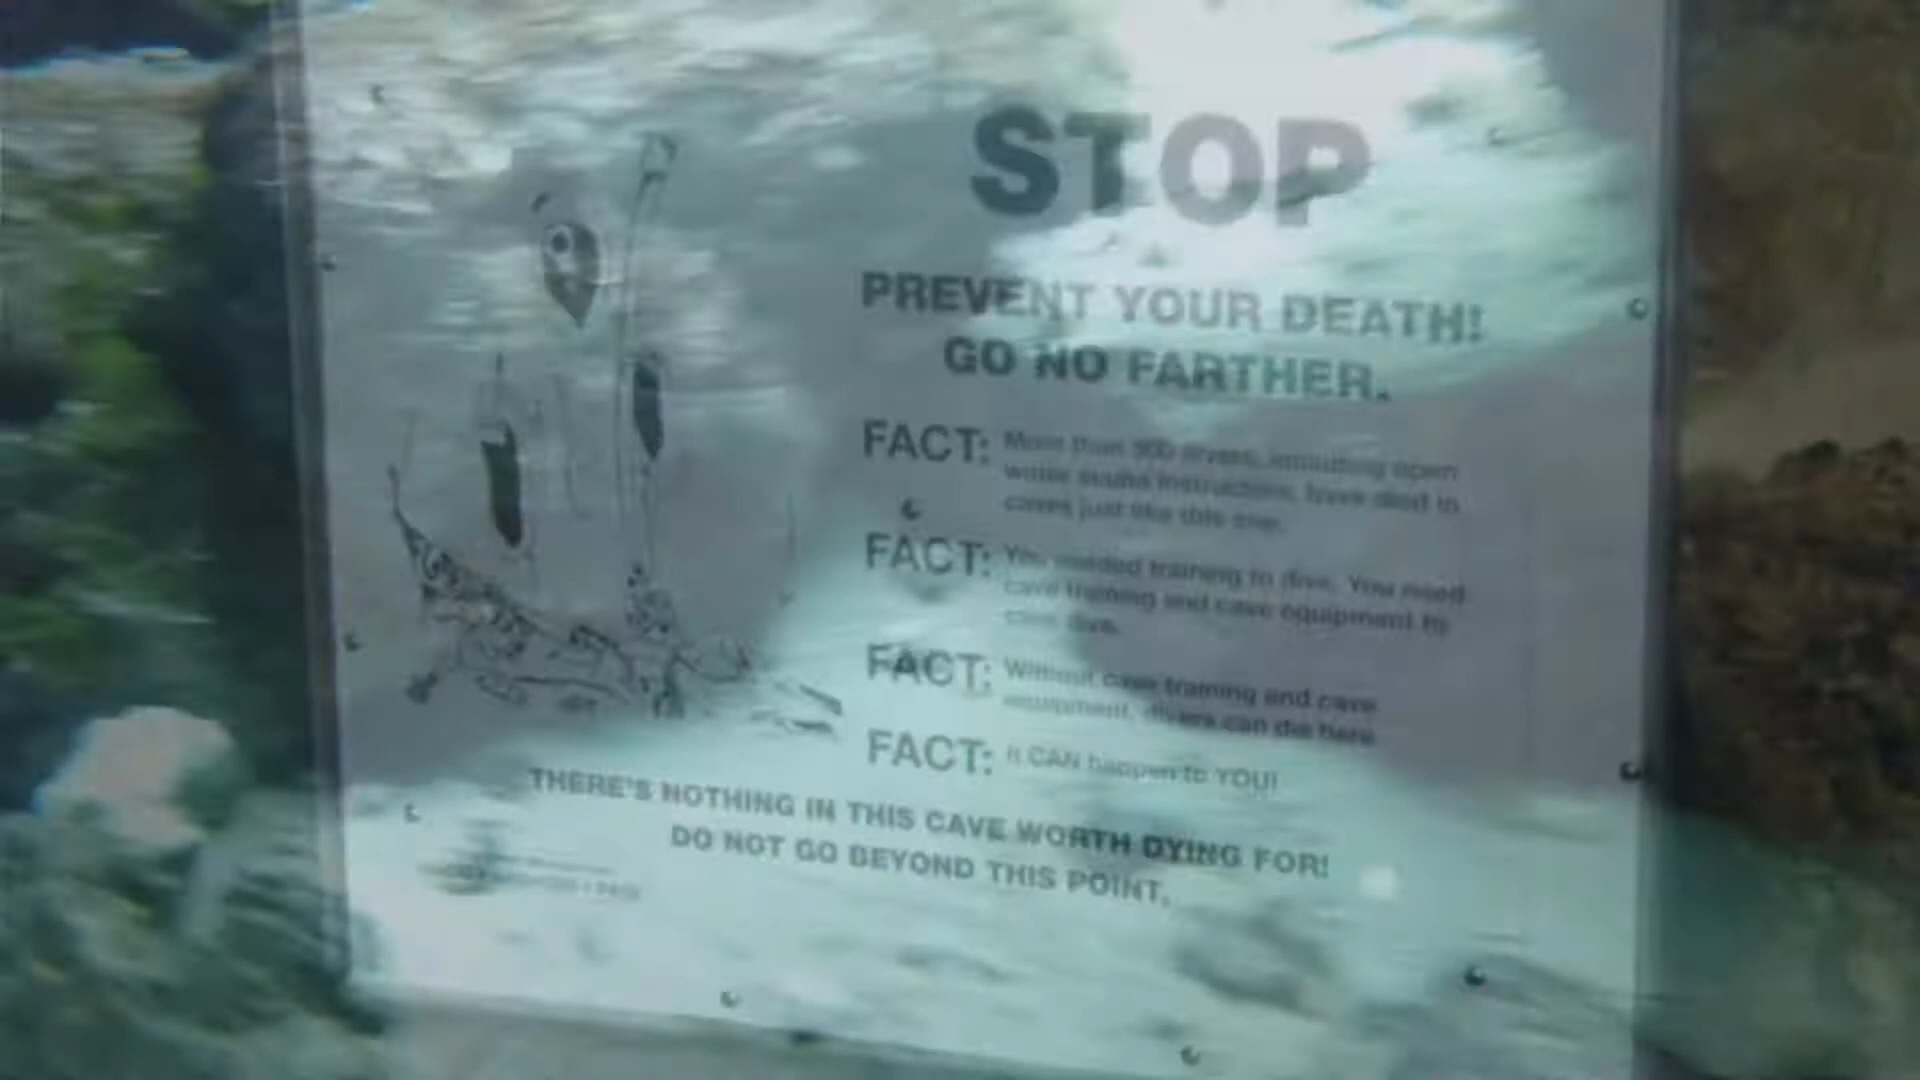 STOP
PREVENT YOUR DEATH!
GO NO FARTHER.
FACT: More than 300 divers, including open
water scuba instructors, have died in
caves just like this one.
FACT: You needed training to dive. You need
cave training and cave equipment to
cave dive.
FACT: Without cave training and cave
equipment, divers can die here.
FACT: It CAN happen to YOU!
THERE'S NOTHING IN THIS CAVE WORTH DYING FOR!
DO NOT GO BEYOND THIS POINT.